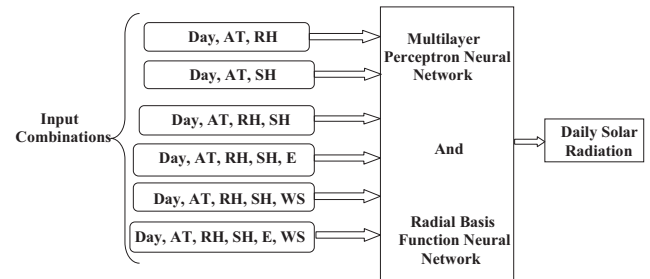 Input
Combinations
Day, AT, RH
Day, AT, SH
Day, AT, RH, SH
Day, AT, RH, SH, E
Day, AT, RH, SH, WS
Day, AT, RH, SH, E, WS
Multilayer
Perceptron Neural
Network
And
Radial Basis
Function Neural
Network
Daily Solar
Radiation